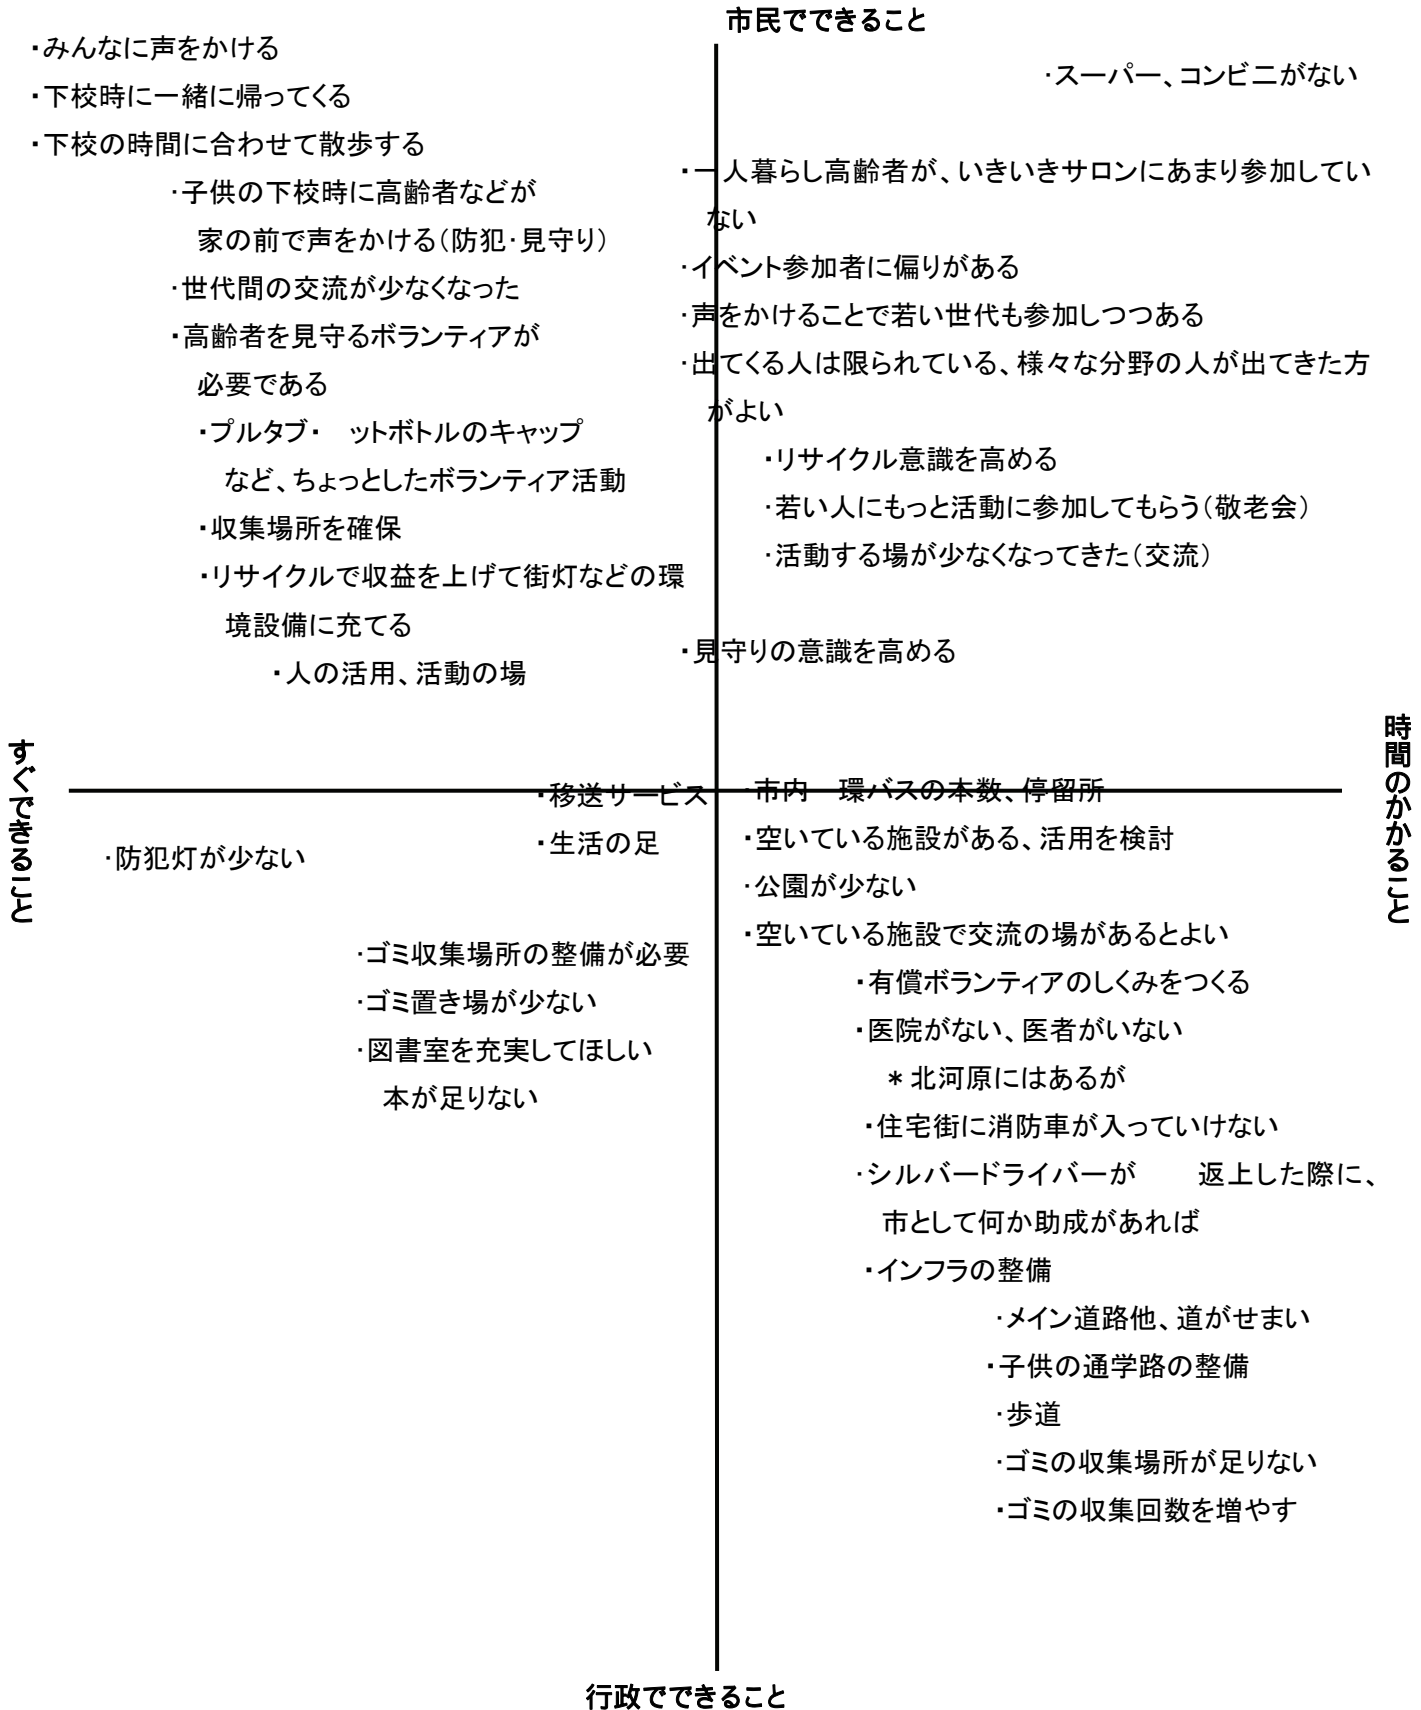 市民でできること
・みんなに声をかける
・下校時に一緒に帰ってくる
・下校の時間に合わせて散歩する
・子供の下校時に高齢者などが
家の前で声をかける(防犯・見守り)
・世代間の交流が少なくなった
・高齢者を見守るボランティアが
必要である
・プルタブ・　ットボトルのキャップ
など、ちょっとしたボランティア活動
・収集場所を確保
・リサイクルで収益を上げて街灯などの環
境設備に充てる
・人の活用、活動の場
・スーパー、コンビニがない
・一人暮らし高齢者が、いきいきサロンにあまり参加してい
ない
・イベント参加者に偏りがある
・声をかけることで若い世代も参加しつつある
・出てくる人は限られている、様々な分野の人が出てきた方
がよい
・リサイクル意識を高める
・若い人にもっと活動に参加してもらう(敬老会)
・活動する場が少なくなってきた(交流)
・見守りの意識を高める
すぐできること
時間のかかること
・移送サービス
・生活の足
・防犯灯が少ない
・ゴミ収集場所の整備が必要
・ゴミ置き場が少ない
・図書室を充実してほしい
本が足りない
・市内　環バスの本数、停留所
・空いている施設がある、活用を検討
・公園が少ない
・空いている施設で交流の場があるとよい
・有償ボランティアのしくみをつくる
・医院がない、医者がいない
＊北河原にはあるが
・住宅街に消防車が入っていけない
・シルバードライバーが　　返上した際に、
市として何か助成があれば
・インフラの整備
・メイン道路他、道がせまい
・子供の通学路の整備
・歩道
・ゴミの収集場所が足りない
・ゴミの収集回数を増やす
行政でできること